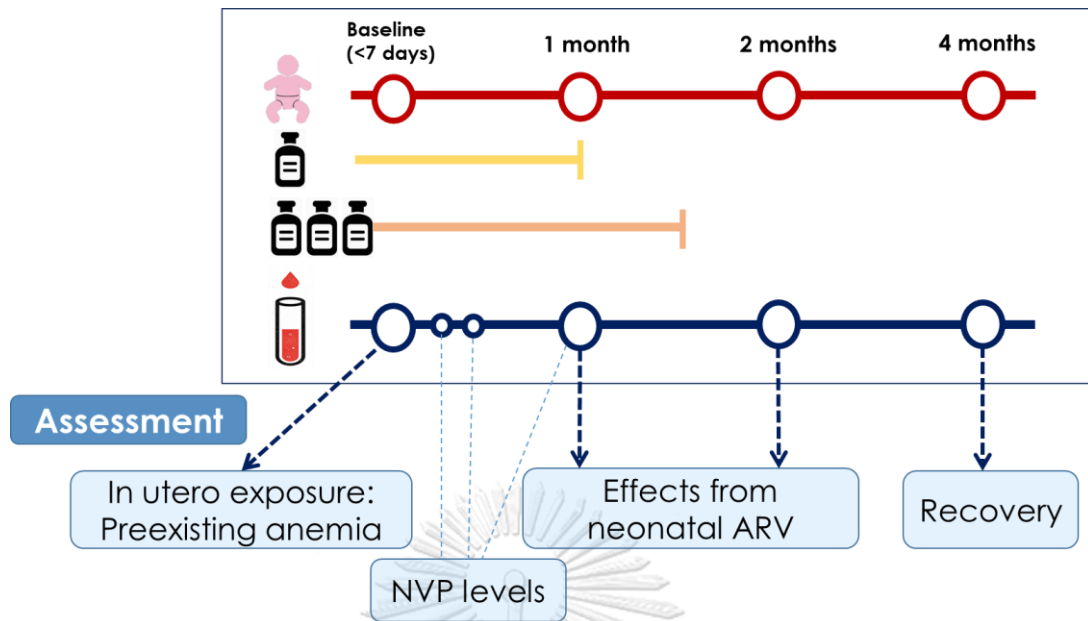 Baseline
(<7 days)
1 month
2 months
4 months
Assessment
In utero exposure:
Preexisting anemia
Effects from
neonatal ARV
Recovery
NVP levels